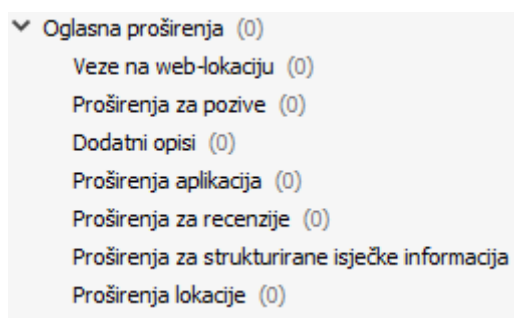 Oglasna proširenja (0)
Veze na web-lokaciju (0)
Proširenja za pozive (0)
Dodatni opisi (0)
Proširenja aplikacija (0)
Proširenja za recenzije (0)
Proširenja za strukturirane isječke informacija
Proširenja lokacije (0)